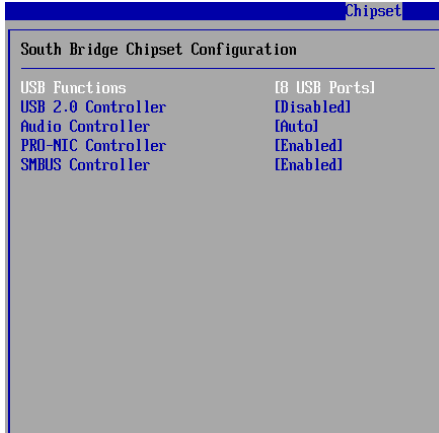 Chipset
South Bridge Chipset Configuration
USB Functions [8 USB Ports]
USB 2.0 Controller [Disabled]
Audio Controller [Auto]
PRO-NIC Controller [Enabled]
SMBUS Controller [Enabled]